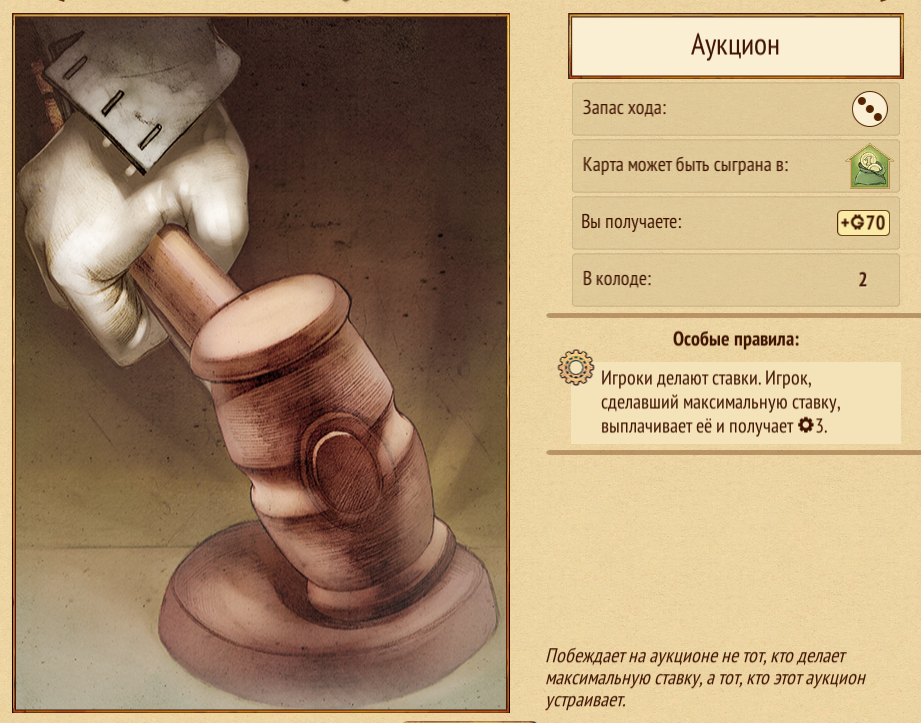 Аукцион
Запас хода:
Карта может быть сыграна в:
Вы получаете: +70
В колоде: 2
Особые правила:
Игроки делают ставки. Игрок,
сделавший максимальную ставку,
выплачивает её и получает 3.
Побеждает на аукционе не тот, кто делает
максимальную ставку, а тот, кто этот аукцион
устраивает.